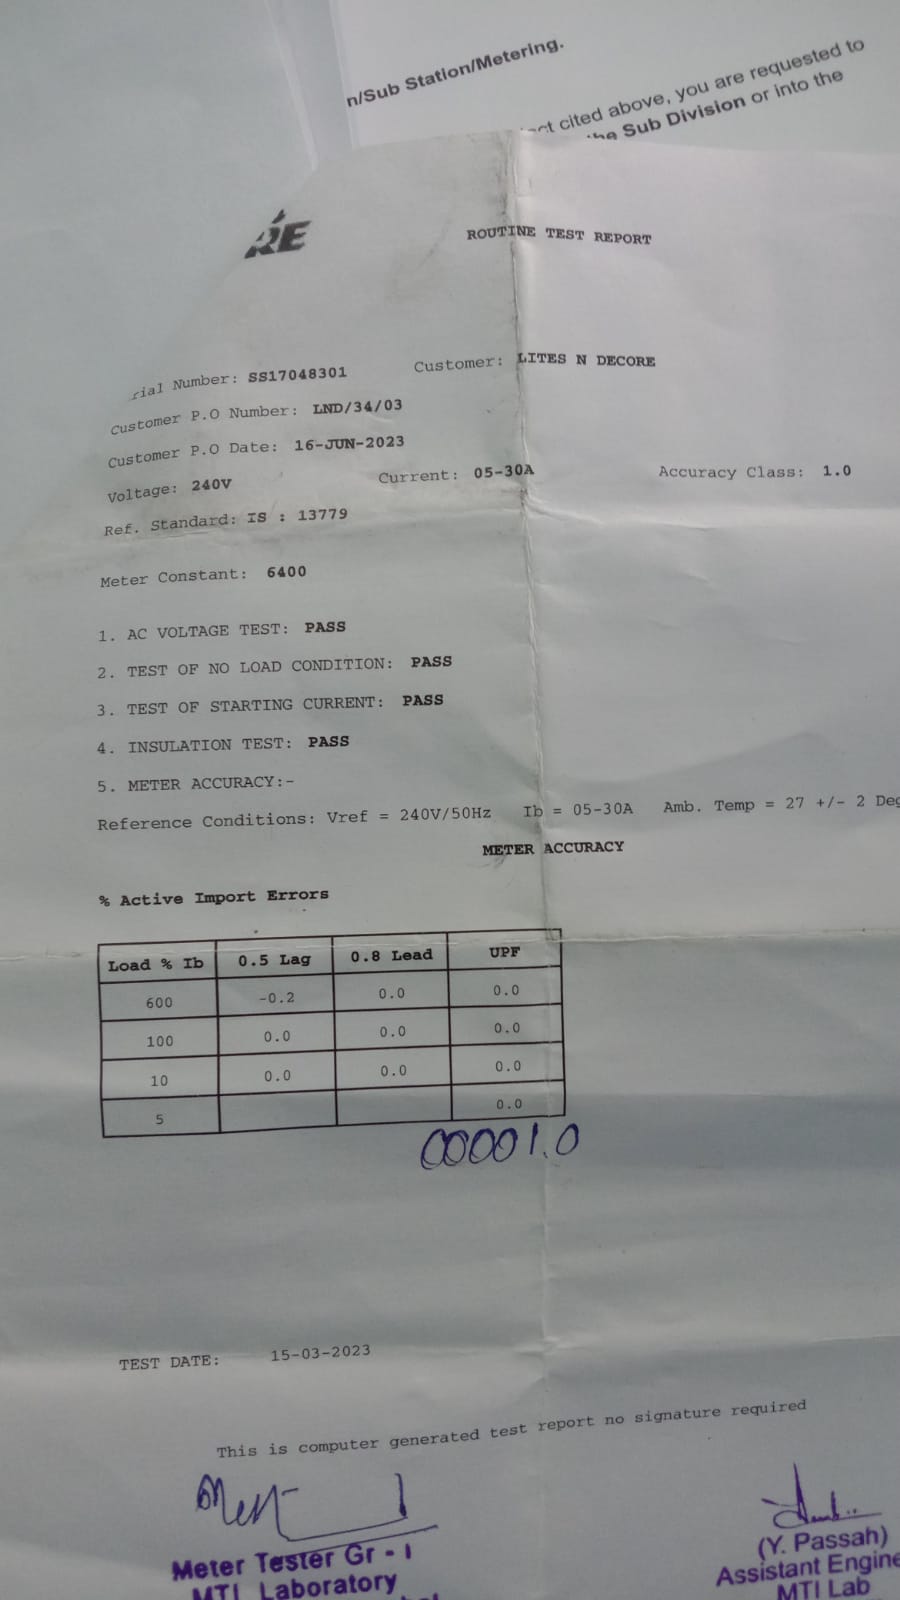 n/Sub Station/Metering.
cited above, you are requested to
Sub Division or into the
ROUTINE TEST REPORT
rial Number: SS17048301 Customer: LITES N DECORE
Customer P.O Number: LND/34/03
Customer P.O Date: 16-JUN-2023
Voltage: 240V Current: 05-30A Accuracy Class: 1.0
Ref. Standard: IS : 13779
Meter Constant: 6400
1. AC VOLTAGE TEST: PASS
2. TEST OF NO LOAD CONDITION: PASS
3. TEST OF STARTING CURRENT: PASS
4. INSULATION TEST: PASS
5. METER ACCURACY:-
Reference Conditions: Vref = 240V/50Hz Ib = 05-30A Amb. Temp = 27 +/- 2 Deg
METER ACCURACY
% Active Import Errors
Load % Ib 0.5 Lag 0.8 Lead UPF
600 -0.2 0.0 0.0
100 0.0 0.0 0.0
10 0.0 0.0 0.0
5 0.0
00001.0
TEST DATE: 15-03-2023
This is computer generated test report no signature required
Meter Tester Gr - I
MTI Laboratory
(Y. Passah)
Assistant Engine
MTI Lab